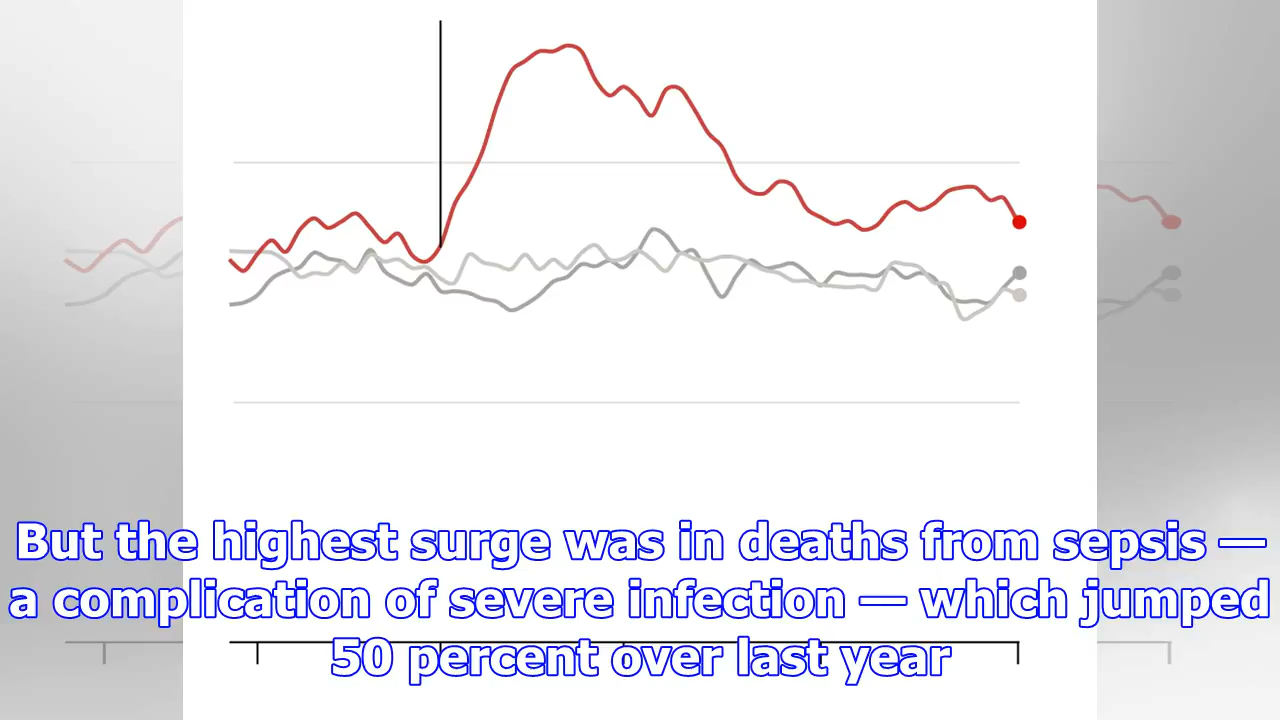 But the highest surge was in deaths from sepsis —
a complication of severe infection — which jumped
50 percent over last year